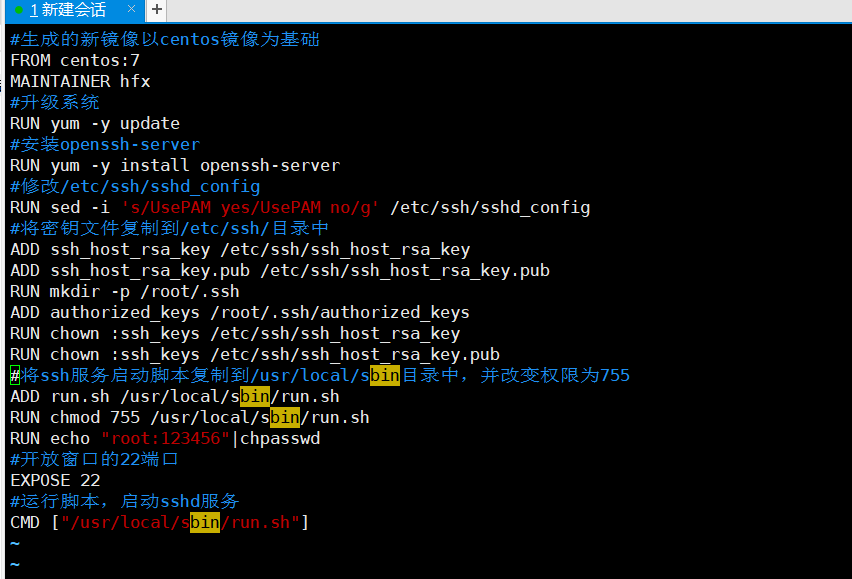 1 新建会话 × +
#生成的新镜像以centos镜像为基础
FROM centos:7
MAINTAINER hfx
#升级系统
RUN yum -y update
#安装openssh-server
RUN yum -y install openssh-server
#修改/etc/ssh/sshd_config
RUN sed -i 's/UsePAM yes/UsePAM no/g' /etc/ssh/sshd_config
#将密钥文件复制到/etc/ssh/目录中
ADD ssh_host_rsa_key /etc/ssh/ssh_host_rsa_key
ADD ssh_host_rsa_key.pub /etc/ssh/ssh_host_rsa_key.pub
RUN mkdir -p /root/.ssh
ADD authorized_keys /root/.ssh/authorized_keys
RUN chown :ssh_keys /etc/ssh/ssh_host_rsa_key
RUN chown :ssh_keys /etc/ssh/ssh_host_rsa_key.pub
#将ssh服务启动脚本复制到/usr/local/sbin目录中，并改变权限为755
ADD run.sh /usr/local/sbin/run.sh
RUN chmod 755 /usr/local/sbin/run.sh
RUN echo "root:123456"|chpasswd
#开放窗口的22端口
EXPOSE 22
#运行脚本，启动sshd服务
CMD ["/usr/local/sbin/run.sh"]
~
~